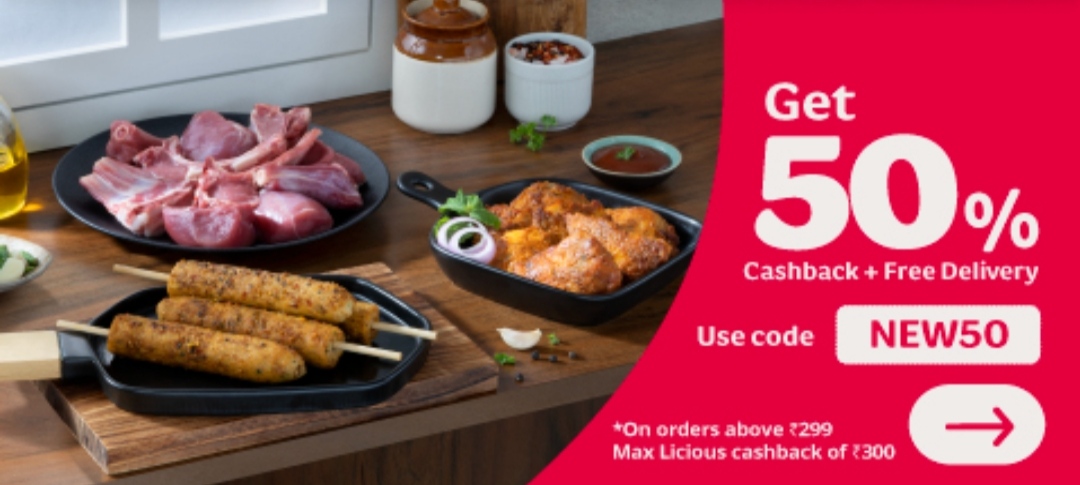 Get
50%
Cashback + Free Delivery
Use code NEW50
*On orders above ₹299
Max Licious cashback of ₹300